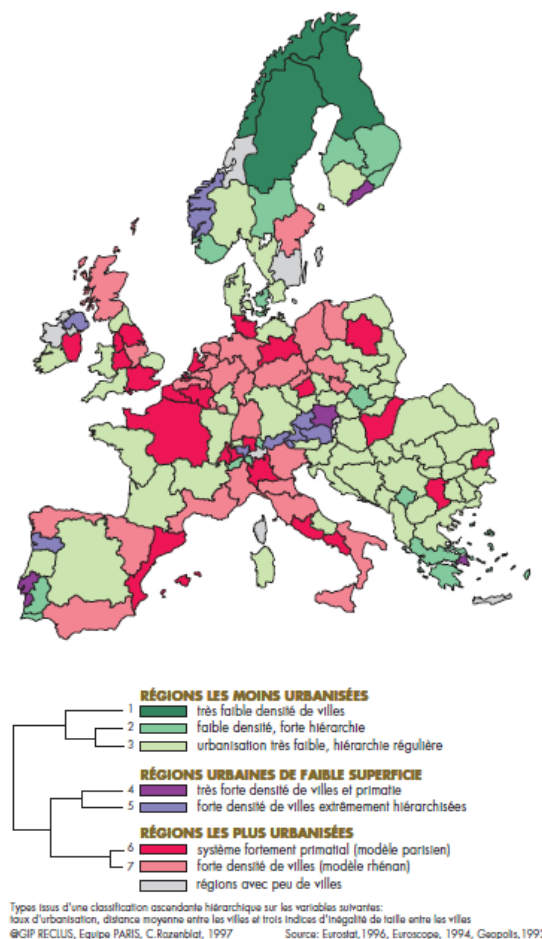 RÉGIONS LES MOINS URBANISÉES
1 très faible densité de villes
2 faible densité, forte hiérarchie
3 urbanisation très faible, hiérarchie régulière
RÉGIONS URBAINES DE FAIBLE SUPERFICIE
4 très forte densité de villes et primatie
5 forte densité de villes extrêmement hiérarchisées
RÉGIONS LES PLUS URBANISÉES
6 système fortement primatial (modèle parisien)
7 forte densité de villes (modèle rhénan)
régions avec peu de villes
Types issus d'une classification ascendante hiérarchique sur les variables suivantes:
taux d'urbanisation, distance moyenne entre les villes et trois indices d'inégalité de taille entre les villes
@GIP RECLUS, Equipe PARIS, C.Rozenblat, 1997 Source: Eurostat,1996, Euroscope, 1994, Geopolis,